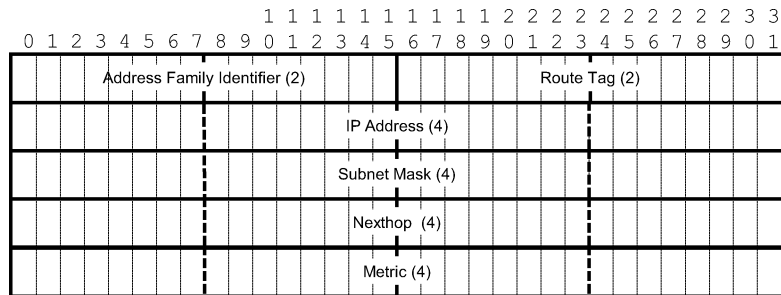 1 1 1 1 1 1 1 1 1 1 2 2 2 2 2 2 2 2 2 2 3 3
0 1 2 3 4 5 6 7 8 9 0 1 2 3 4 5 6 7 8 9 0 1 2 3 4 5 6 7 8 9 0 1
Address Family Identifier (2) Route Tag (2)
IP Address (4)
Subnet Mask (4)
Nexthop (4)
Metric (4)